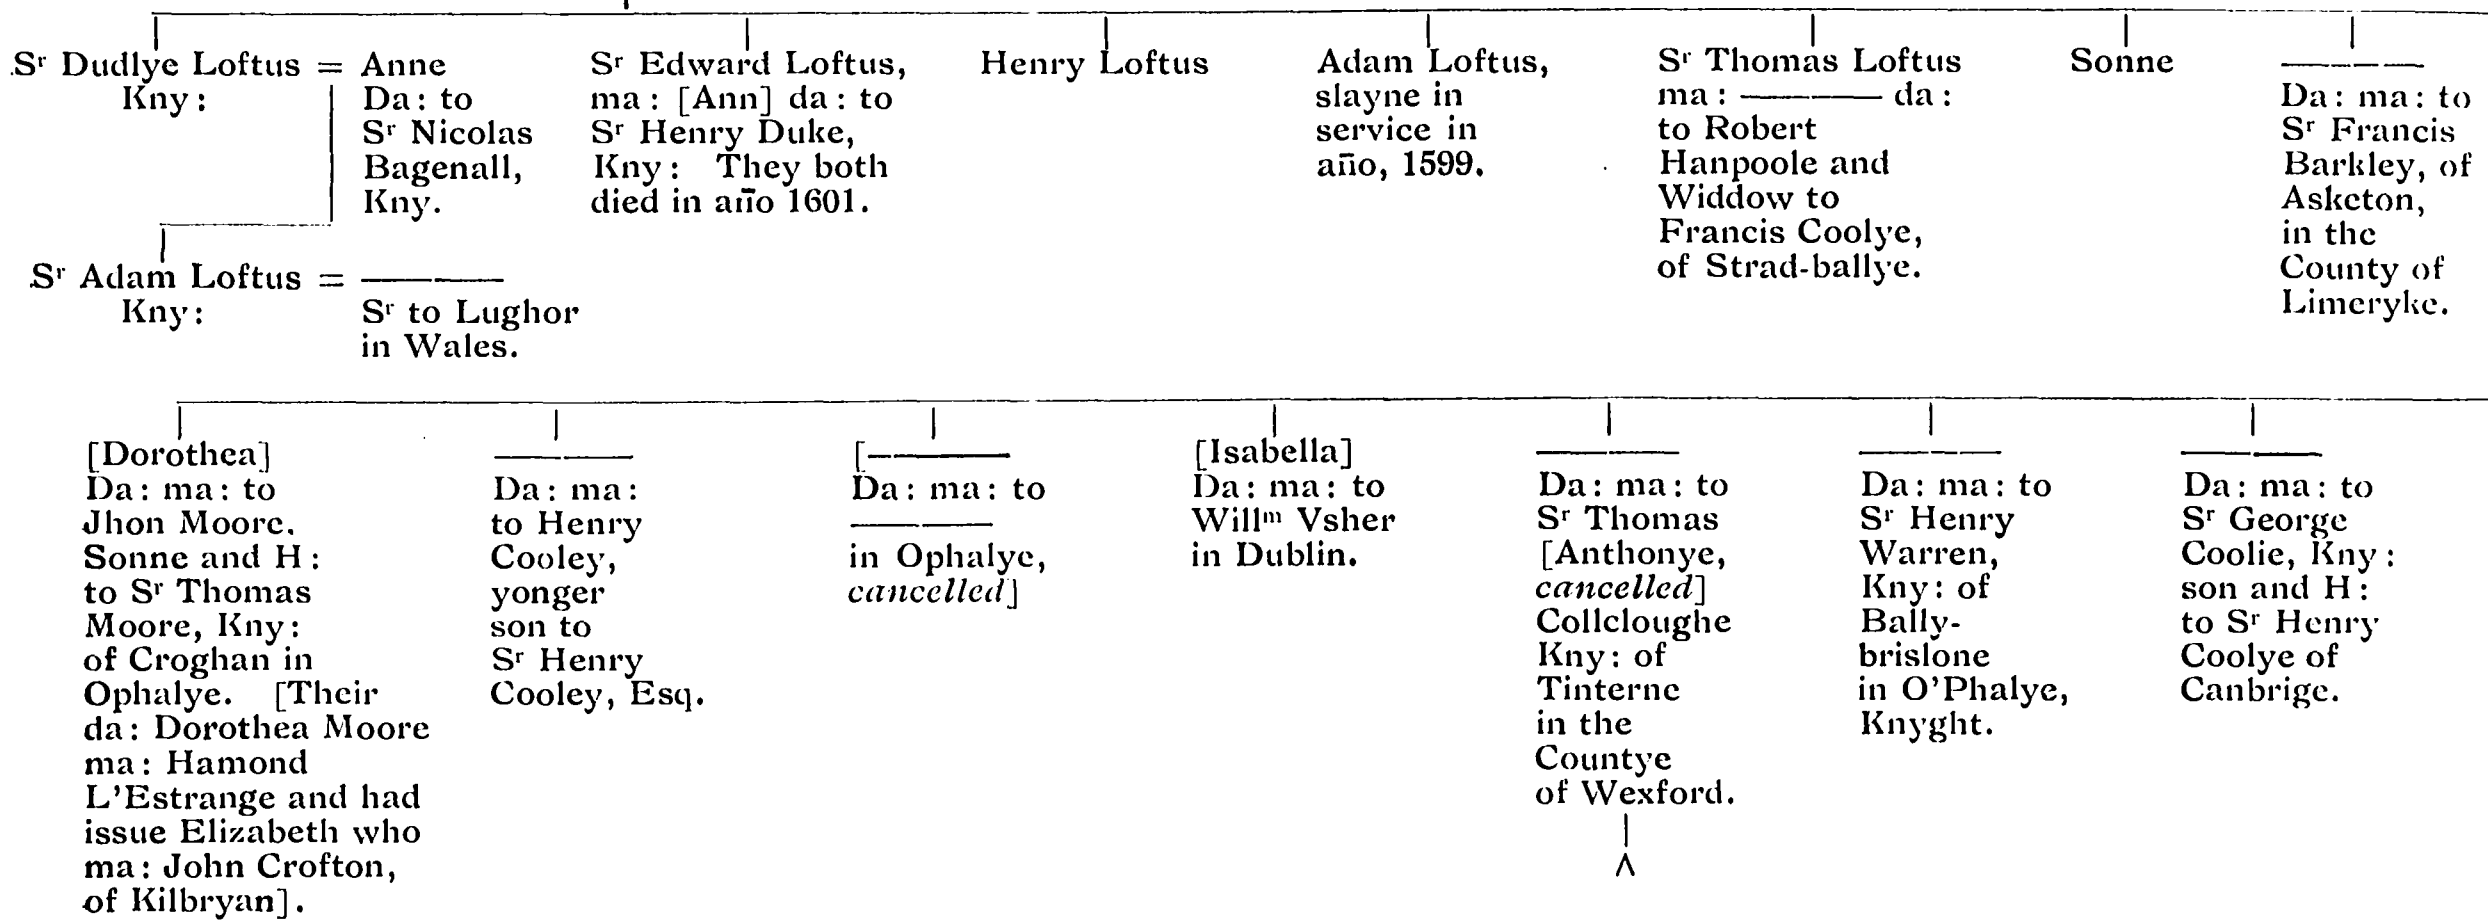 Sʳ Dudlye Loftus =
Kny:
Anne
Da: to
Sʳ Nicolas
Bagenall,
Kny.
Sʳ Edward Loftus,
ma: [Ann] da: to
Sʳ Henry Duke,
Kny: They both
died in año 1601.
Henry Loftus
Adam Loftus,
slayne in
service in
año, 1599.
Sʳ Thomas Loftus
ma: ——— da:
to Robert
Hanpoole and
Widdow to
Francis Coolye,
of Strad-ballye.
Sonne
———
Da: ma: to
Sʳ Francis
Barkley, of
Asketon,
in the
County of
Limeryke.
Sʳ Adam Loftus = ———
Kny:
Sʳ to Lughor
in Wales.
[Dorothea]
Da: ma: to
Jhon Moore.
Sonne and H:
to Sʳ Thomas
Moore, Kny:
of Croghan in
Ophalye. [Their
da: Dorothea Moore
ma: Hamond
L'Estrange and had
issue Elizabeth who
ma: John Crofton,
of Kilbryan].
———
Da: ma:
to Henry
Cooley,
yonger
son to
Sʳ Henry
Cooley, Esq.
[———
Da: ma: to
———
in Ophalye,
cancelled]
[Isabella]
Da: ma: to
Willᵐ Vsher
in Dublin.
———
Da: ma: to
Sʳ Thomas
[Anthonye,
cancelled]
Collcloughe
Kny: of
Tinterne
in the
Countye
of Wexford.
———
Da: ma: to
Sʳ Henry
Warren,
Kny: of
Bally-
brislone
in O'Phalye,
Knyght.
———
Da: ma: to
Sʳ George
Coolie, Kny:
son and H:
to Sʳ Henry
Coolye of
Canbrige.